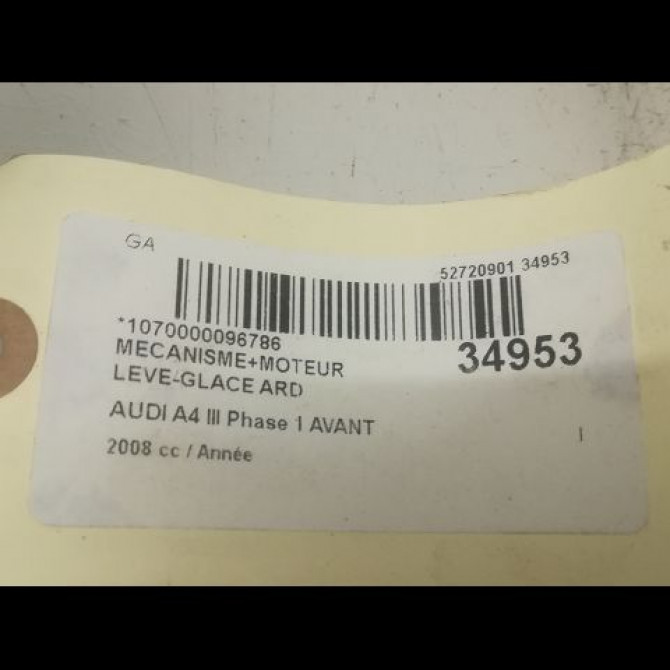 GA
52720901 34953
*1070000096786
34953
MECANISME+MOTEUR
LEVE-GLACE ARD
AUDI A4 III Phase 1 AVANT
2008 cc / Année